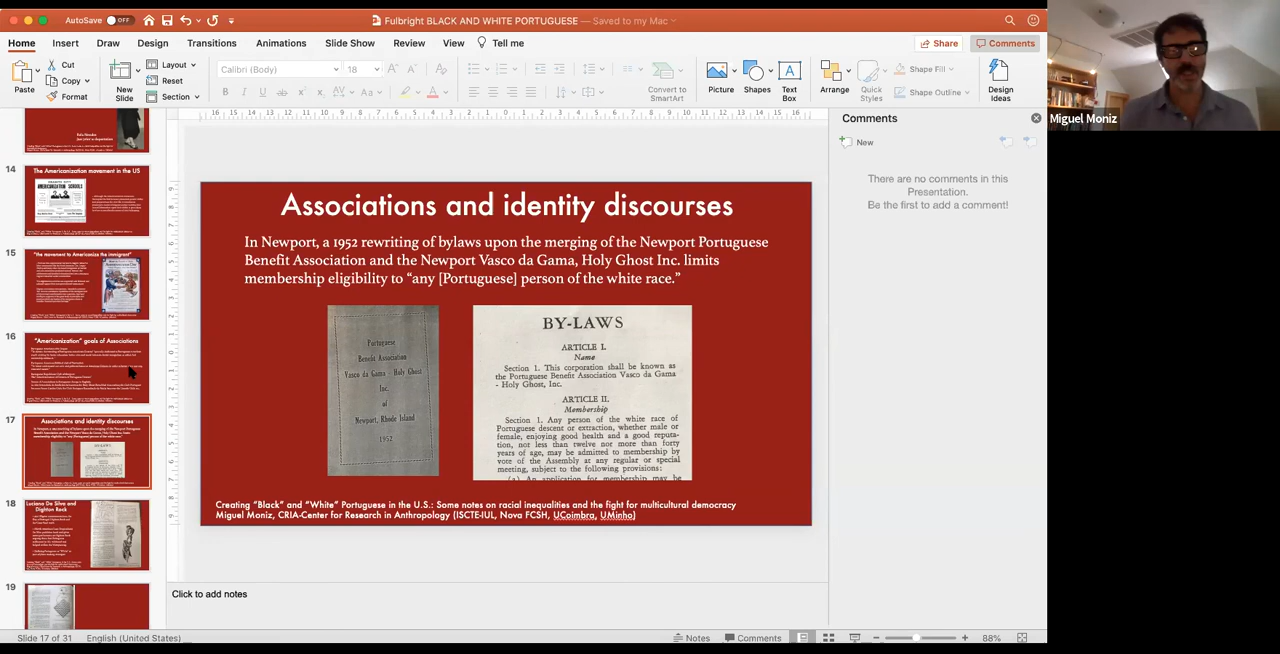 AutoSave OFF
Fulbright BLACK AND WHITE PORTUGUESE — Saved to my Mac
Home Insert Draw Design Transitions Animations Slide Show Review View Tell me
Share Comments
Paste
Cut
Copy
Format
New
Slide
Layout
Reset
Section
Calibri (Body) 18
Convert to
SmartArt
Picture
Shapes
Text
Box
Arrange
Quick
Styles
Shape Fill
Shape Outline
Design
Ideas
Miguel Moniz
Comments
New
There are no comments in this
Presentation.
Be the first to add a comment!
14
The Americanization movement in the US
AMERICANIZATION SCHOOLS
15
"the movement to Americanize the immigrant"
16
"Americanization" goals of Associations
17
Associations and identity discourses
18
Luciano Da Silva and
Dighton Rock
19
Associations and identity discourses
In Newport, a 1952 rewriting of bylaws upon the merging of the Newport Portuguese
Benefit Association and the Newport Vasco da Gama, Holy Ghost Inc. limits
membership eligibility to “any [Portuguese] person of the white race.”
Portuguese
Benefit Association
Vasco da Gama - Holy Ghost
Inc.
of
Newport, Rhode Island
1952
BY-LAWS
ARTICLE I.
Name
Section 1. This corporation shall be known as
the Portuguese Benefit Association Vasco da Gama
- Holy Ghost, Inc.
ARTICLE II.
Membership
Section 1. Any person of the white race of
Portuguese descent or extraction, whether male or
female, enjoying good health and a good reputa-
tion, nor less than twelve nor more than forty
years of age, may be admitted to membership by
vote of the Assembly at any regular or special
meeting, subject to the following provisions:
(a) An application for membership may be
Creating “Black” and “White” Portuguese in the U.S.: Some notes on racial inequalities and the fight for multicultural democracy
Miguel Moniz, CRIA-Center for Research in Anthropology (ISCTE-IUL, Nova FCSH, UCoimbra, UMinho)
Click to add notes
Slide 17 of 31 English (United States) Notes Comments 88%